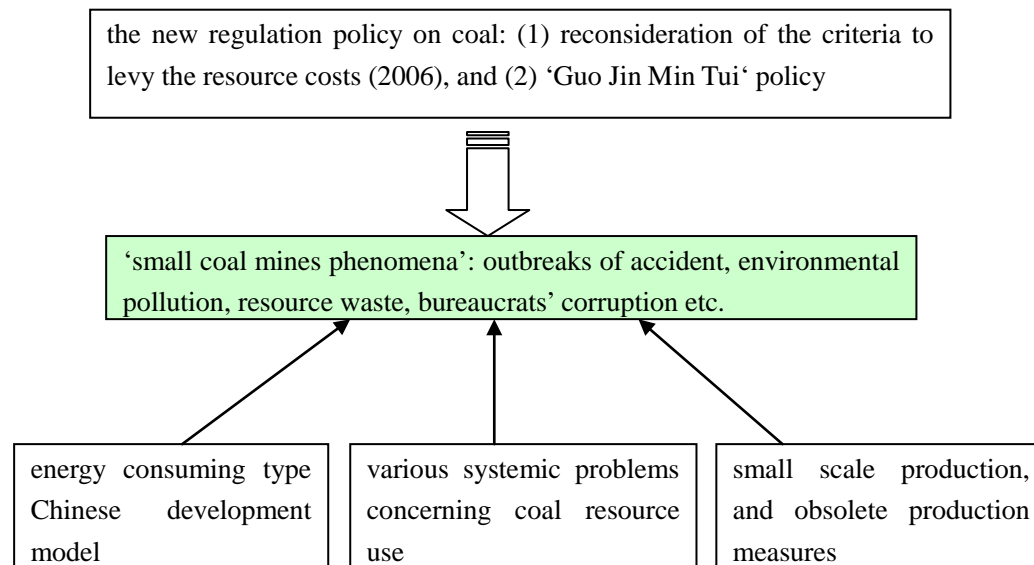 the new regulation policy on coal: (1) reconsideration of the criteria to
levy the resource costs (2006), and (2) ‘Guo Jin Min Tui‘ policy
‘small coal mines phenomena’: outbreaks of accident, environmental
pollution, resource waste, bureaucrats’ corruption etc.
energy consuming type
Chinese development
model
various systemic problems
concerning coal resource
use
small scale production,
and obsolete production
measures